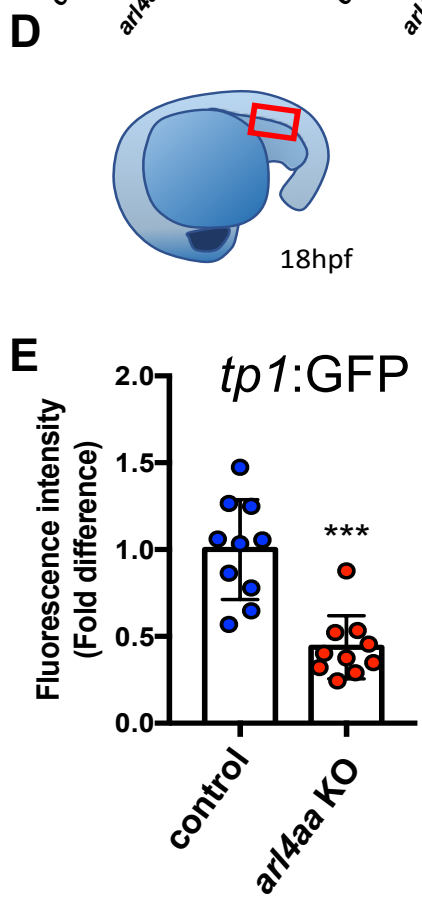 D
18hpf
E
tp1:GFP
2.0
1.5
1.0
0.5
0.0
Fluorescence intensity
(Fold difference)
***
control
arl4aa KO